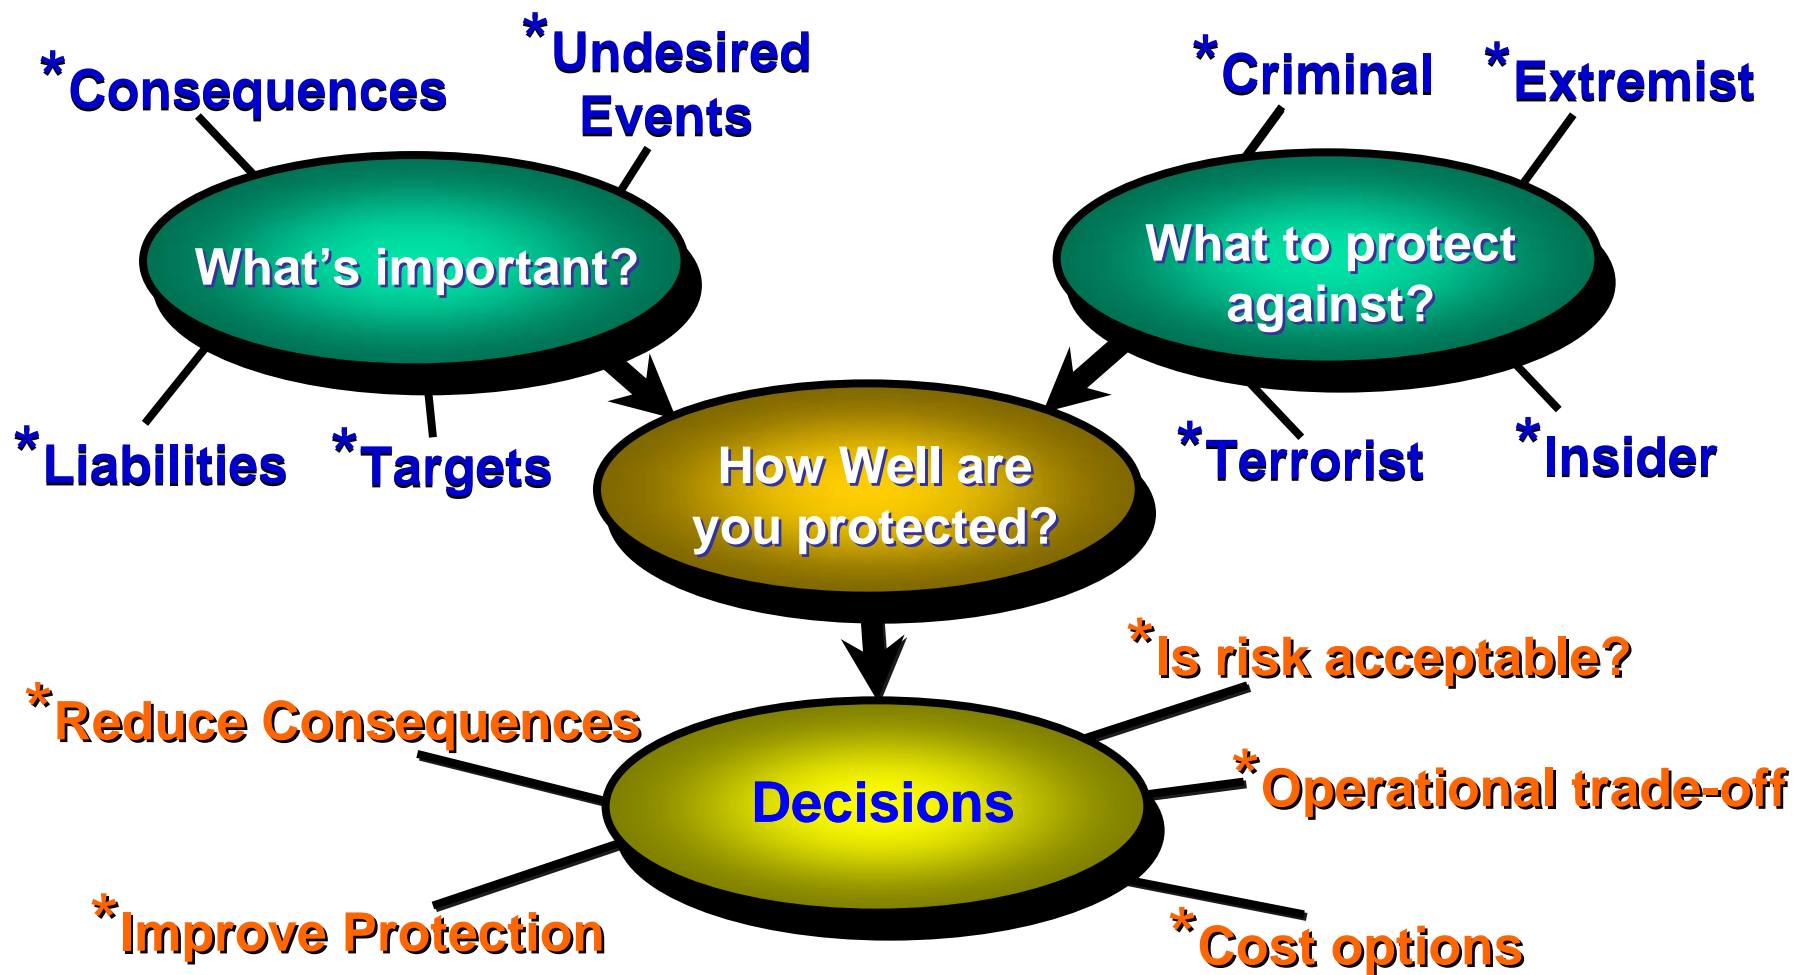 *Consequences
*Undesired
Events
*Criminal
*Extremist
What’s important?
What to protect
against?
*Liabilities
*Targets
*Terrorist
*Insider
How Well are
you protected?
*Is risk acceptable?
*Reduce Consequences
*Operational trade-off
Decisions
*Improve Protection
*Cost options